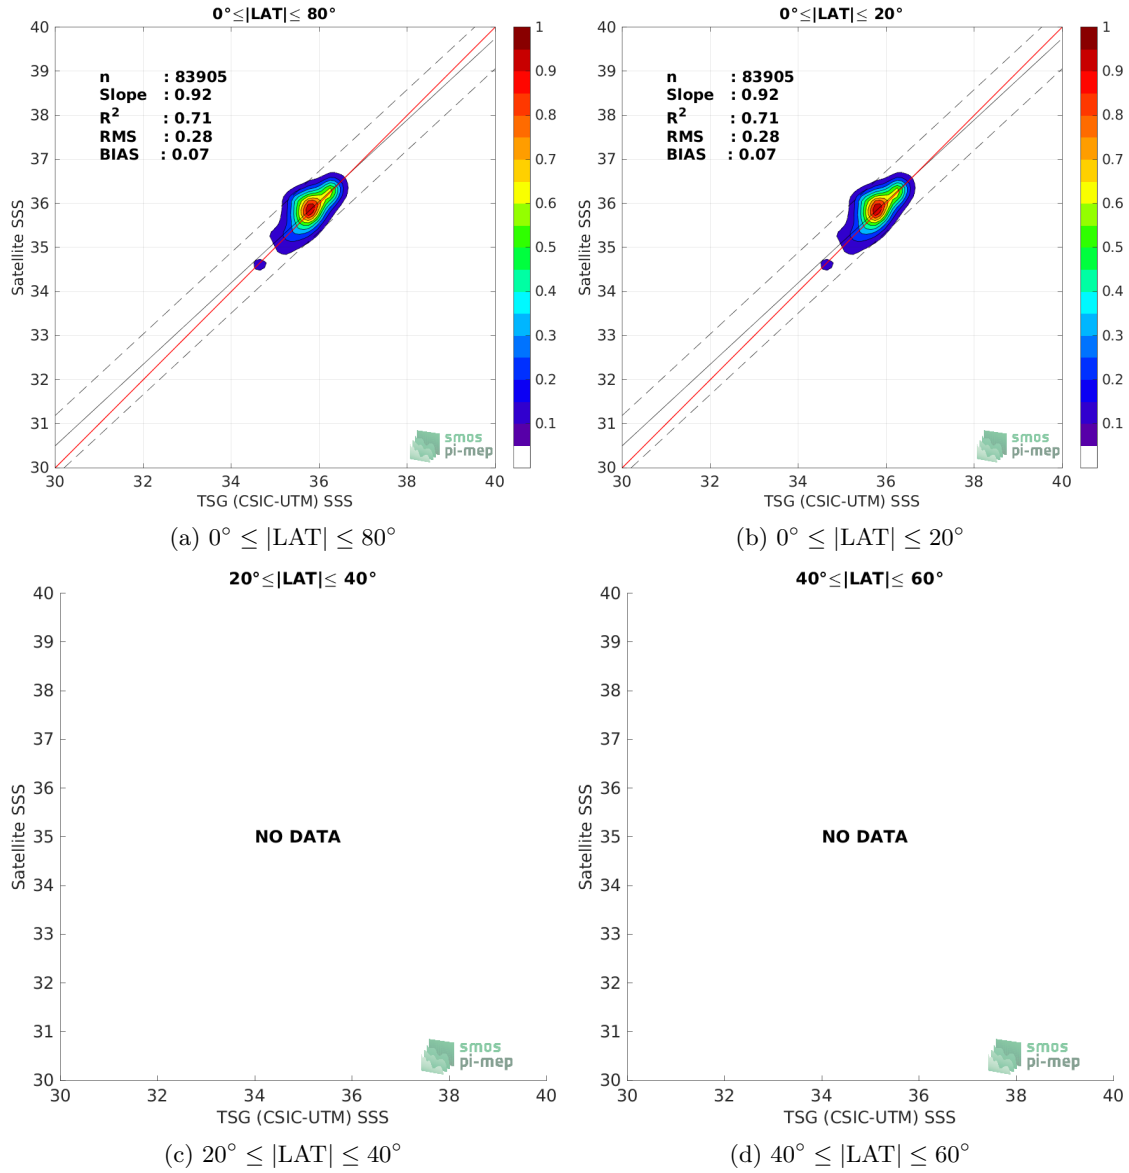 0°≤|LAT|≤ 80°
40
39
38
37
36
35
34
33
32
31
30
Satellite SSS
n : 83905
Slope : 0.92
R² : 0.71
RMS : 0.28
BIAS : 0.07
smos
pi-mep
30 32 34 36 38 40
TSG (CSIC-UTM) SSS
1
0.9
0.8
0.7
0.6
0.5
0.4
0.3
0.2
0.1
(a) 0° ≤ |LAT| ≤ 80°
0°≤|LAT|≤ 20°
40
39
38
37
36
35
34
33
32
31
30
Satellite SSS
n : 83905
Slope : 0.92
R² : 0.71
RMS : 0.28
BIAS : 0.07
smos
pi-mep
30 32 34 36 38 40
TSG (CSIC-UTM) SSS
1
0.9
0.8
0.7
0.6
0.5
0.4
0.3
0.2
0.1
(b) 0° ≤ |LAT| ≤ 20°
20°≤|LAT|≤ 40°
40
39
38
37
36
35
34
33
32
31
30
Satellite SSS
NO DATA
smos
pi-mep
30 32 34 36 38 40
TSG (CSIC-UTM) SSS
(c) 20° ≤ |LAT| ≤ 40°
40°≤|LAT|≤ 60°
40
39
38
37
36
35
34
33
32
31
30
Satellite SSS
NO DATA
smos
pi-mep
30 32 34 36 38 40
TSG (CSIC-UTM) SSS
(d) 40° ≤ |LAT| ≤ 60°